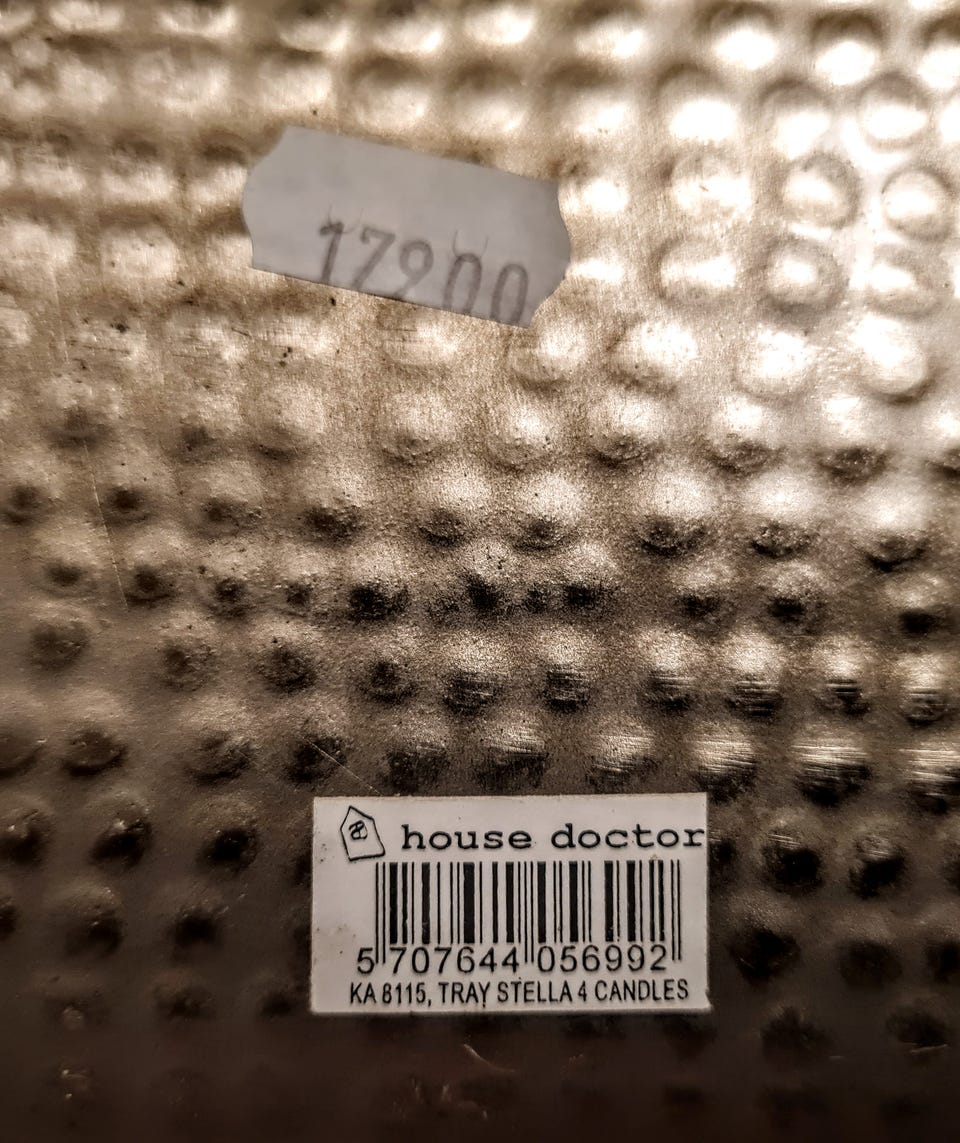 17900
house doctor
5 707644 056992
KA 8115, TRAY STELLA 4 CANDLES